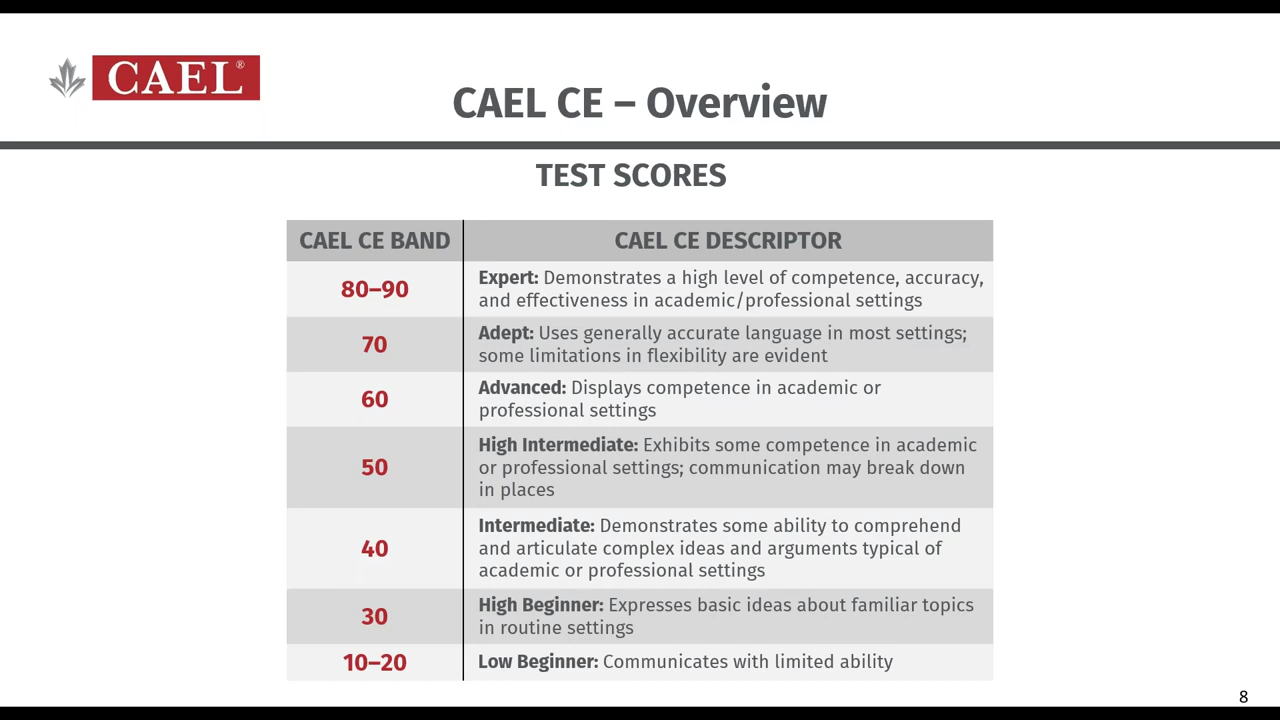 CAEL®
CAEL CE – Overview
TEST SCORES
CAEL CE BAND
CAEL CE DESCRIPTOR
80–90
Expert: Demonstrates a high level of competence, accuracy,
and effectiveness in academic/professional settings
70
Adept: Uses generally accurate language in most settings;
some limitations in flexibility are evident
60
Advanced: Displays competence in academic or
professional settings
50
High Intermediate: Exhibits some competence in academic
or professional settings; communication may break down
in places
40
Intermediate: Demonstrates some ability to comprehend
and articulate complex ideas and arguments typical of
academic or professional settings
30
High Beginner: Expresses basic ideas about familiar topics
in routine settings
10–20
Low Beginner: Communicates with limited ability
8